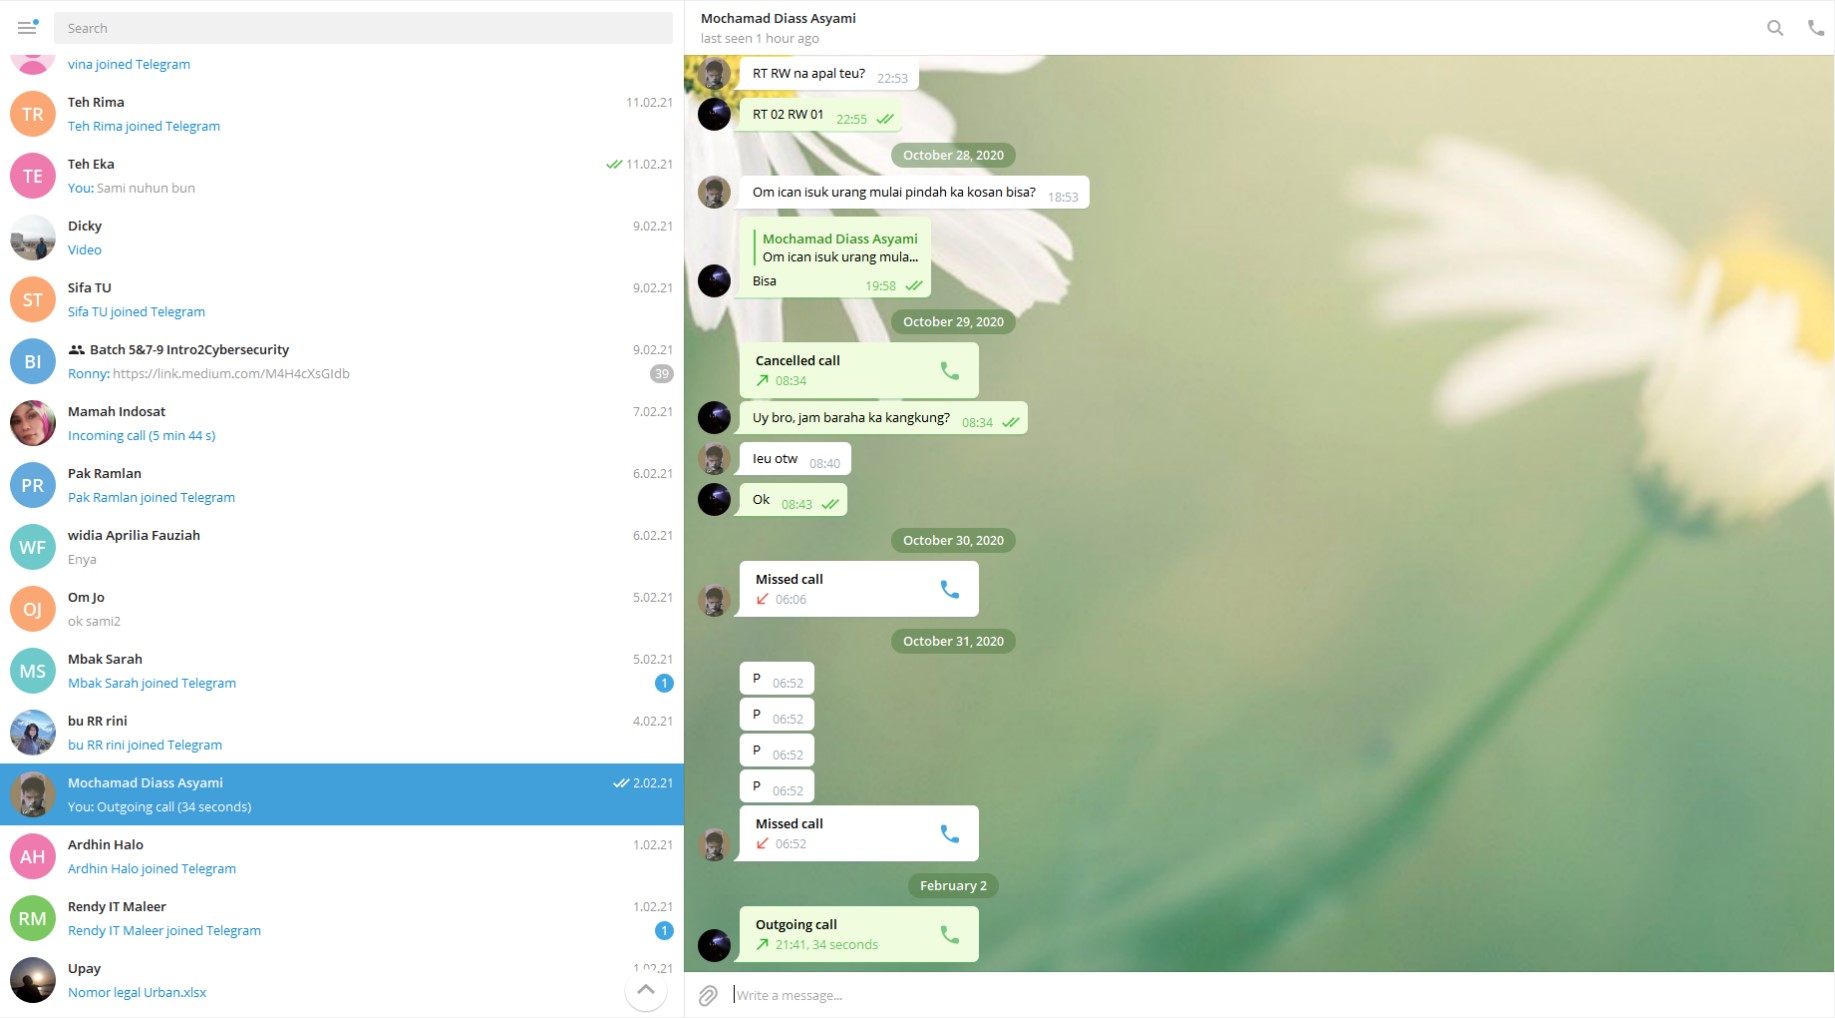 Search
vina joined Telegram
Teh Rima 11.02.21
TR
Teh Rima joined Telegram
Teh Eka 11.02.21
TE
You: Sami nuhun bun
Dicky 9.02.21
Video
Sifa TU 9.02.21
ST
Sifa TU joined Telegram
Batch 5&7-9 Intro2Cybersecurity 9.02.21
BI
Ronny: https://link.medium.com/M4H4cXsGIdb 39
Mamah Indosat 7.02.21
Incoming call (5 min 44 s)
Pak Ramlan 6.02.21
PR
Pak Ramlan joined Telegram
widia Aprilia Fauziah 6.02.21
WF
Enya
Om Jo 5.02.21
OJ
ok sami2
Mbak Sarah 5.02.21
MS
Mbak Sarah joined Telegram 1
bu RR rini 4.02.21
bu RR rini joined Telegram
Mochamad Diass Asyami 2.02.21
You: Outgoing call (34 seconds)
Ardhin Halo 1.02.21
AH
Ardhin Halo joined Telegram
Rendy IT Maleer 1.02.21
RM
Rendy IT Maleer joined Telegram 1
Upay 1.02.21
Nomor legal Urban.xlsx
Mochamad Diass Asyami
last seen 1 hour ago
RT RW na apal teu? 22:53
RT 02 RW 01 22:55
October 28, 2020
Om ican isuk urang mulai pindah ka kosan bisa? 18:53
Mochamad Diass Asyami
Om ican isuk urang mula...
Bisa 19:58
October 29, 2020
Cancelled call
08:34
Uy bro, jam baraha ka kangkung? 08:34
Ieu otw 08:40
Ok 08:43
October 30, 2020
Missed call
06:06
October 31, 2020
P 06:52
P 06:52
P 06:52
P 06:52
Missed call
06:52
February 2
Outgoing call
21:41, 34 seconds
Write a message...